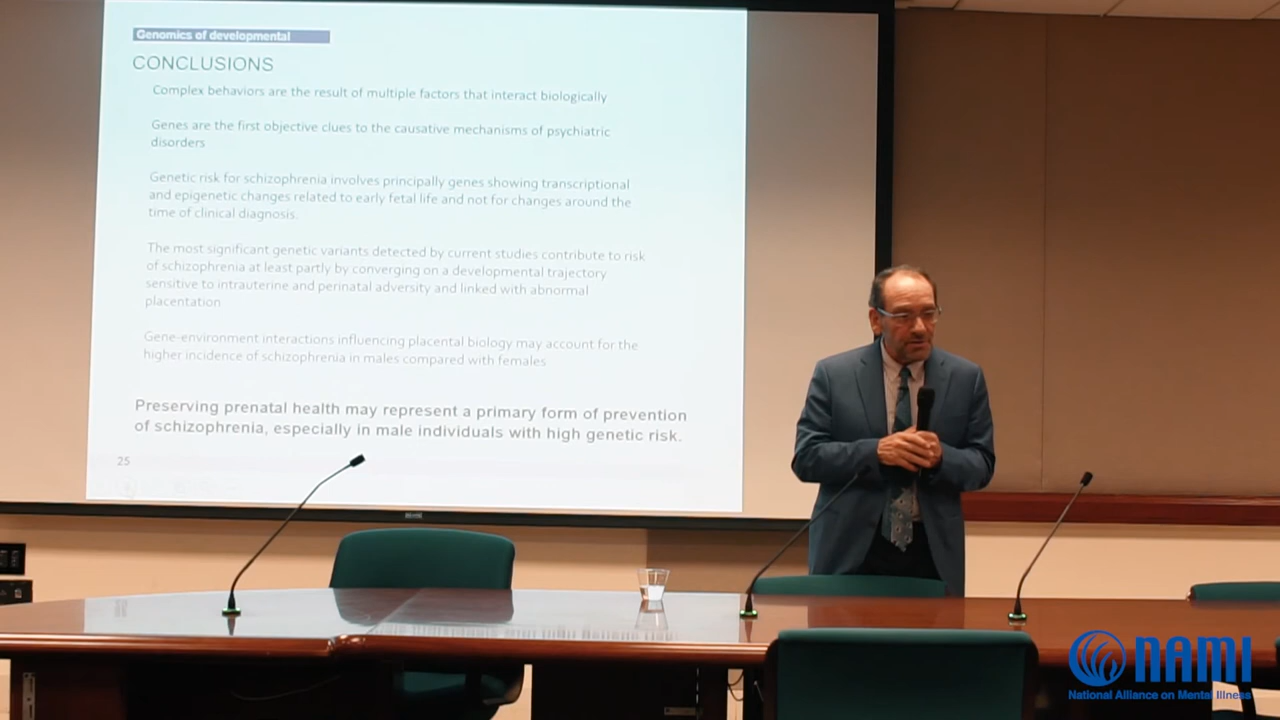 Genomics of developmental
CONCLUSIONS
Complex behaviors are the result of multiple factors that interact biologically
Genes are the first objective clues to the causative mechanisms of psychiatric
disorders
Genetic risk for schizophrenia involves principally genes showing transcriptional
and epigenetic changes related to early fetal life and not for changes around the
time of clinical diagnosis.
The most significant genetic variants detected by current studies contribute to risk
of schizophrenia at least partly by converging on a developmental trajectory
sensitive to intrauterine and perinatal adversity and linked with abnormal
placentation
Gene-environment interactions influencing placental biology may account for the
higher incidence of schizophrenia in males compared with females
Preserving prenatal health may represent a primary form of prevention
of schizophrenia, especially in male individuals with high genetic risk.
25
NAMI
National Alliance on Mental Illness